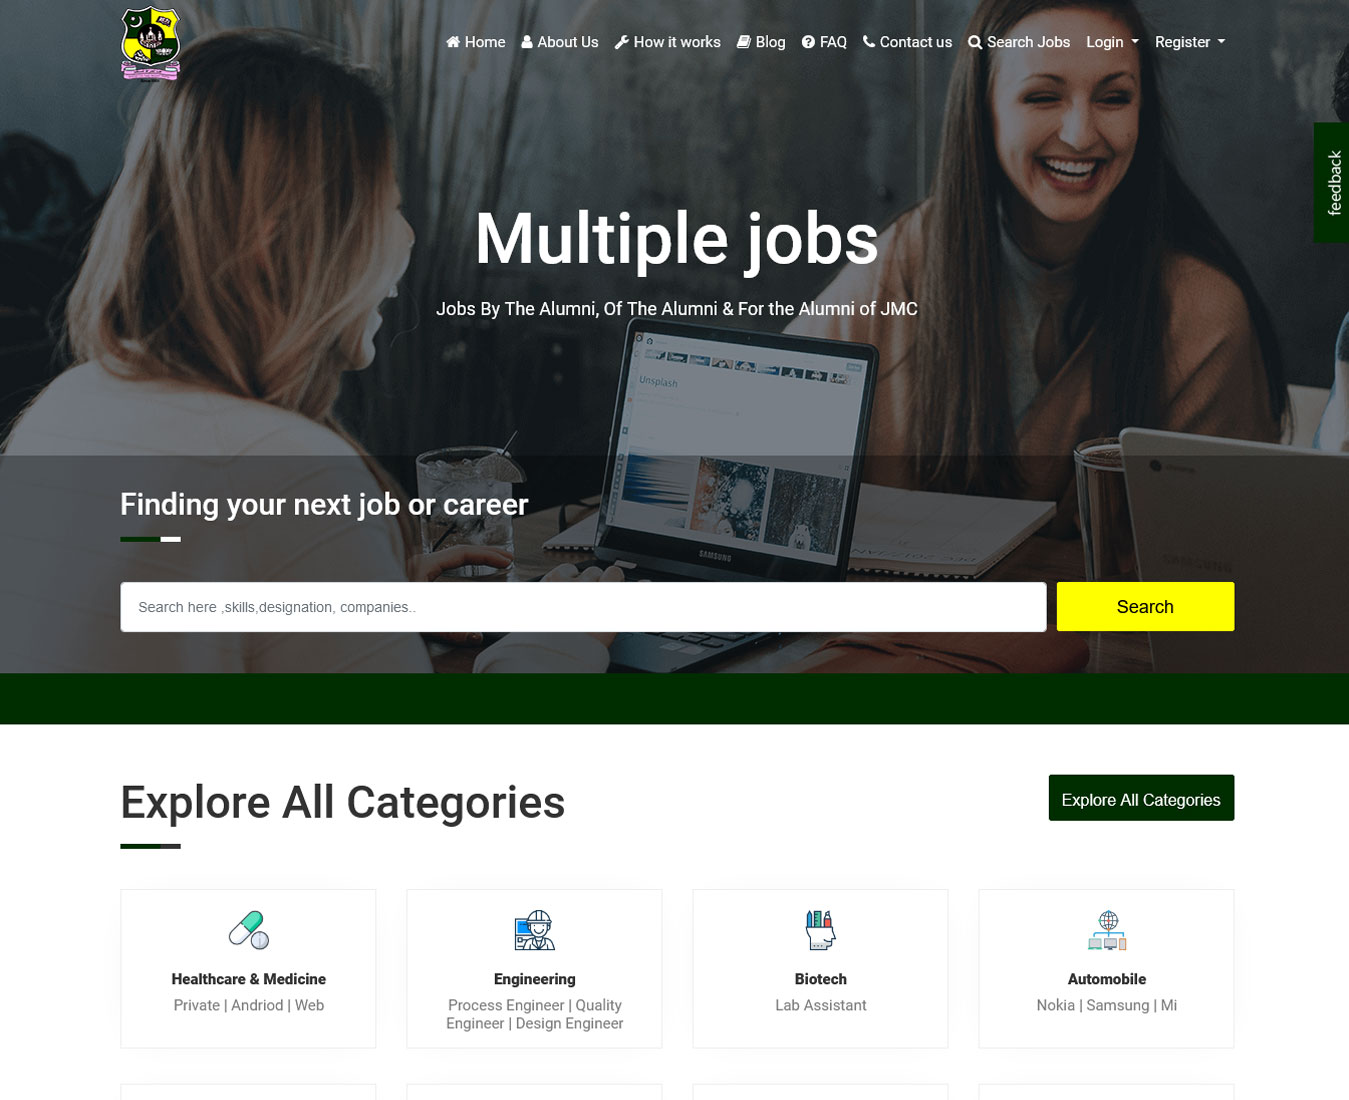 Home About Us How it works Blog FAQ Contact us Search Jobs Login Register
feedback
Multiple jobs
Jobs By The Alumni, Of The Alumni & For the Alumni of JMC
Unsplash
SAMSUNG
SAMSUNG
Finding your next job or career
Search here ,skills,designation, companies..
Search
Explore All Categories
Explore All Categories
Healthcare & Medicine
Private | Andriod | Web
Engineering
Process Engineer | Quality
Engineer | Design Engineer
Biotech
Lab Assistant
Automobile
Nokia | Samsung | Mi